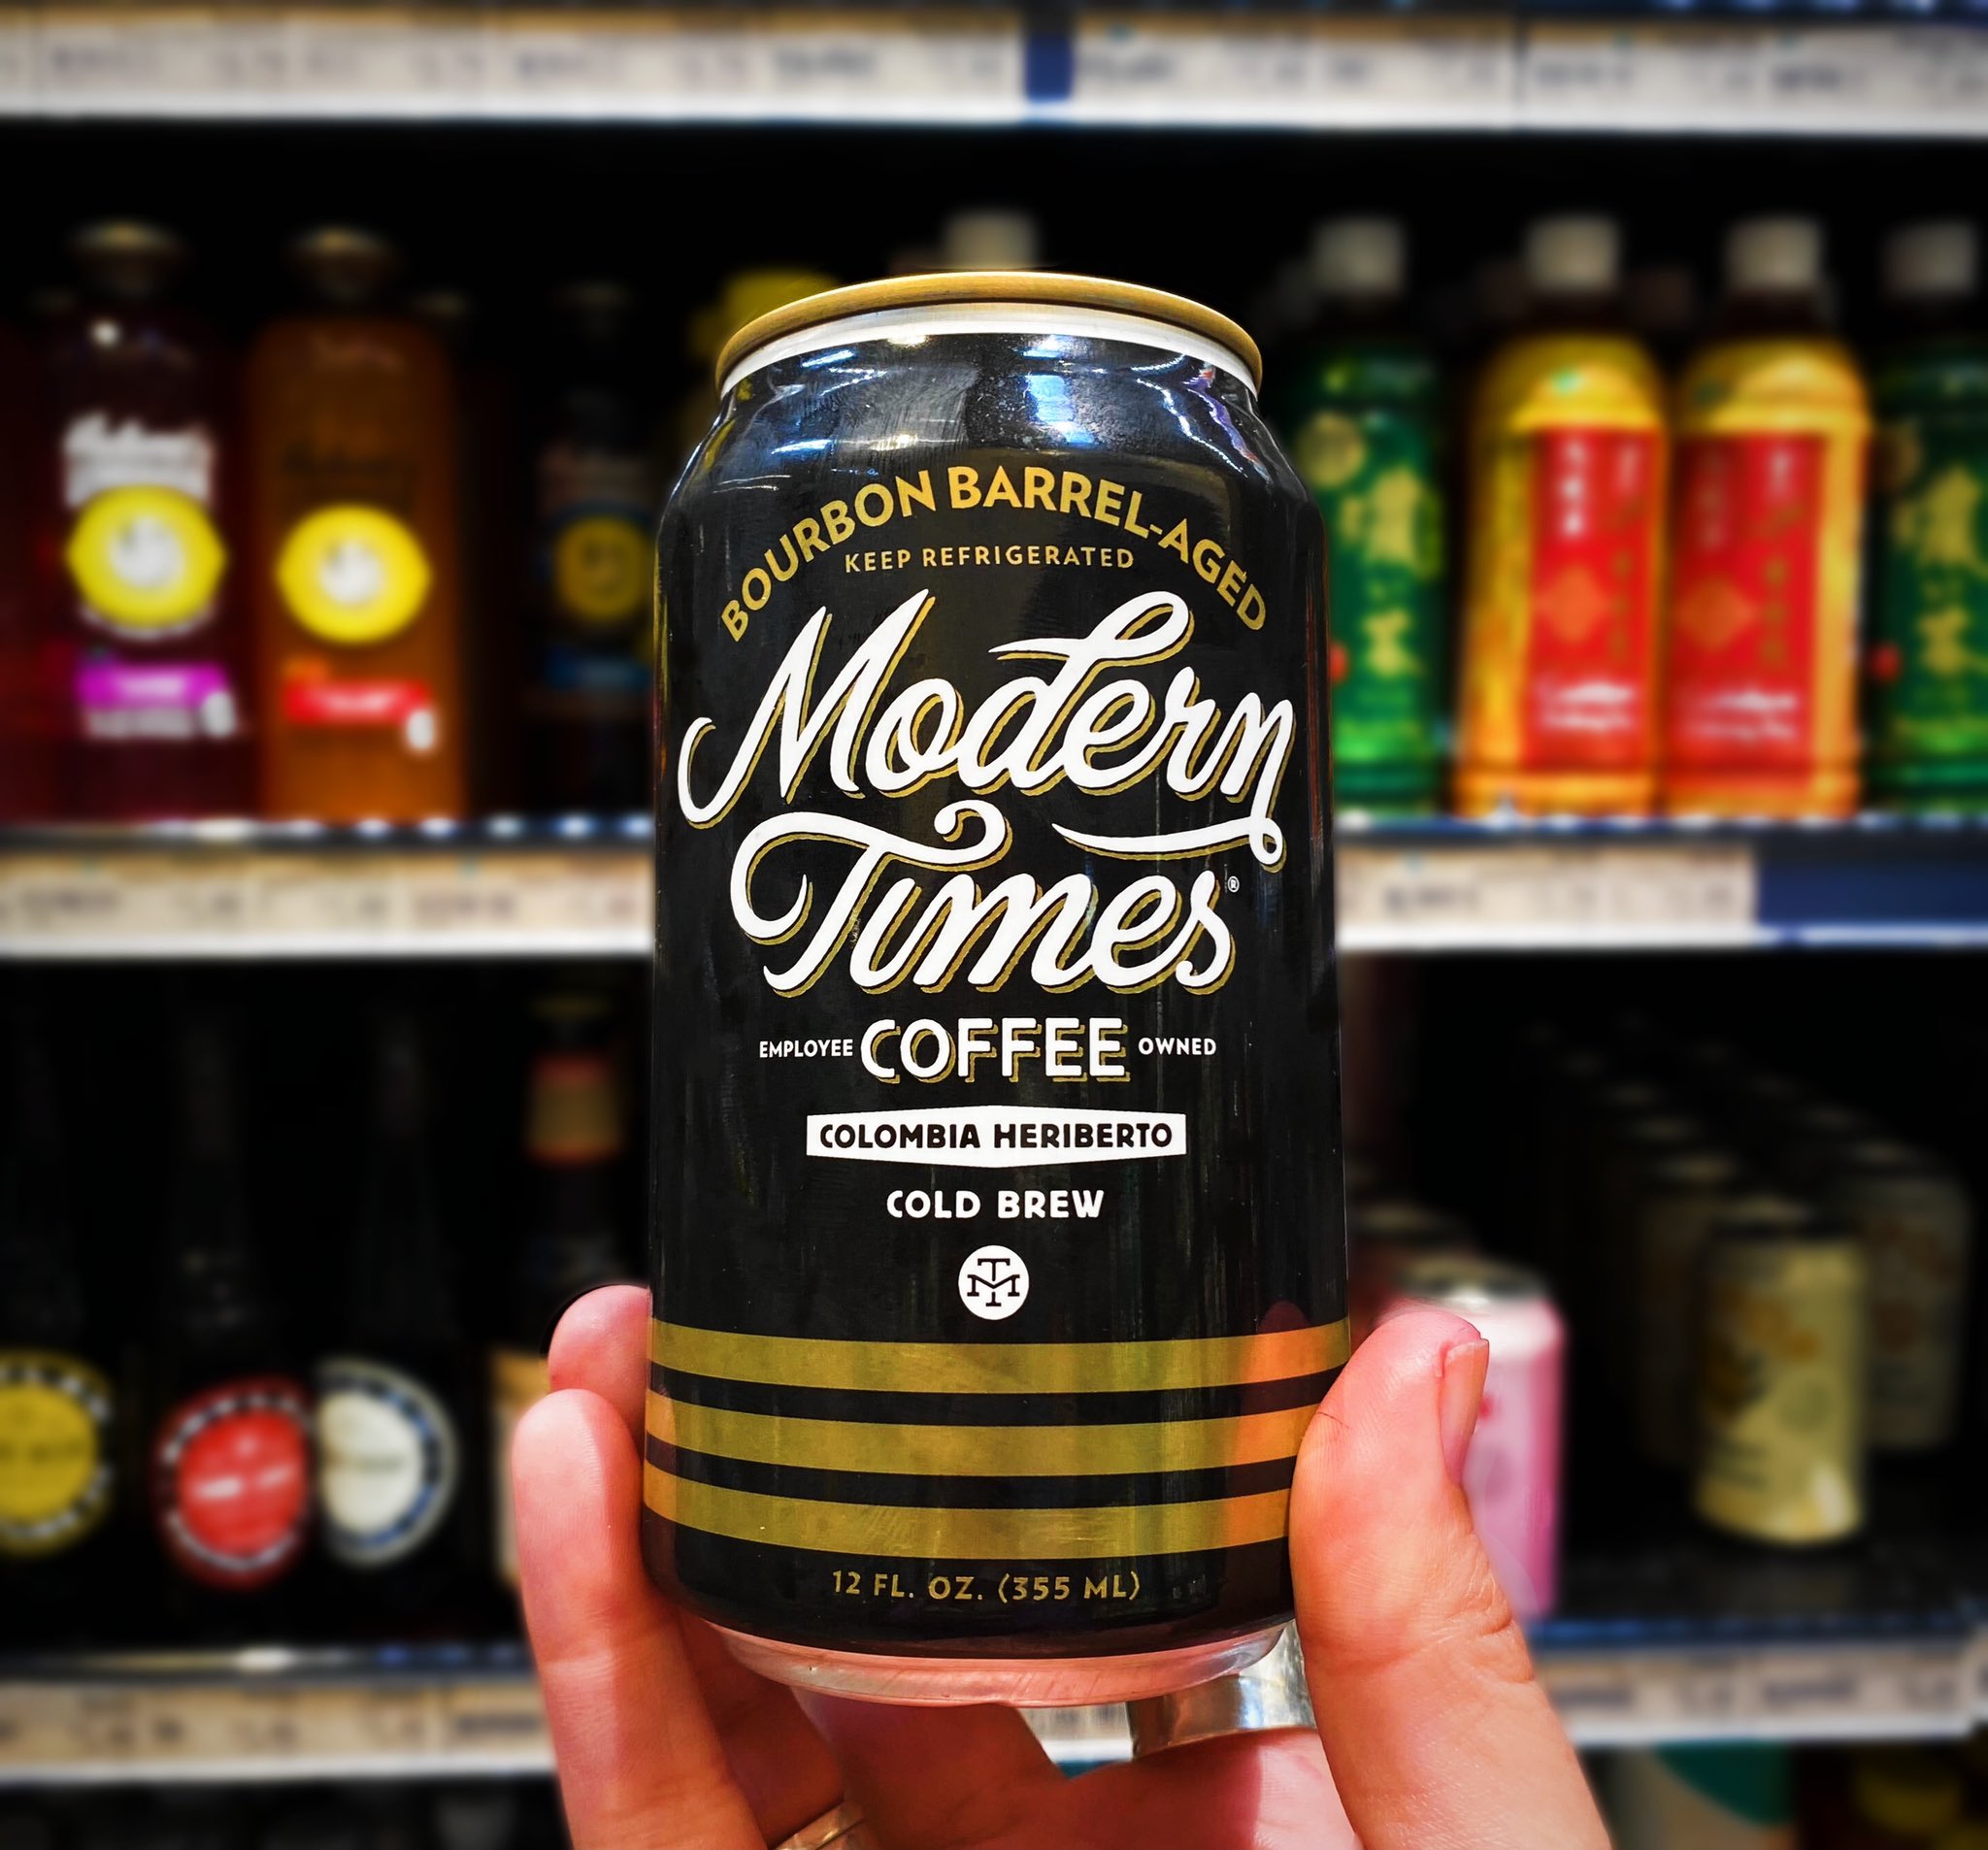 BOURBON BARREL-AGED
KEEP REFRIGERATED
Modern
Times®
EMPLOYEE COFFEE OWNED
COLOMBIA HERIBERTO
COLD BREW
MT
12 FL. OZ. (355 ML)